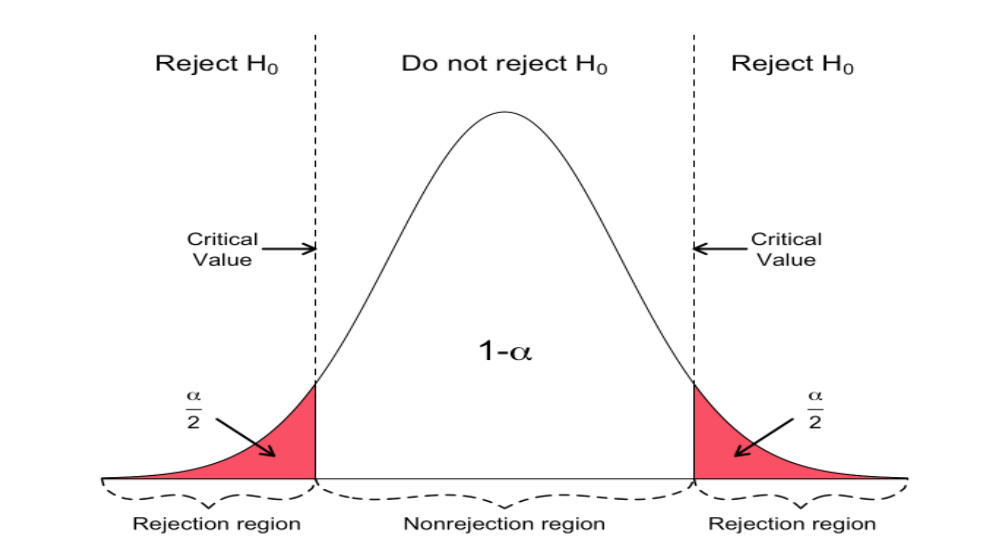 Reject H₀
Do not reject H₀
Reject H₀
Critical
Value
Critical
Value
1-α
α
2
α
2
Rejection region
Nonrejection region
Rejection region